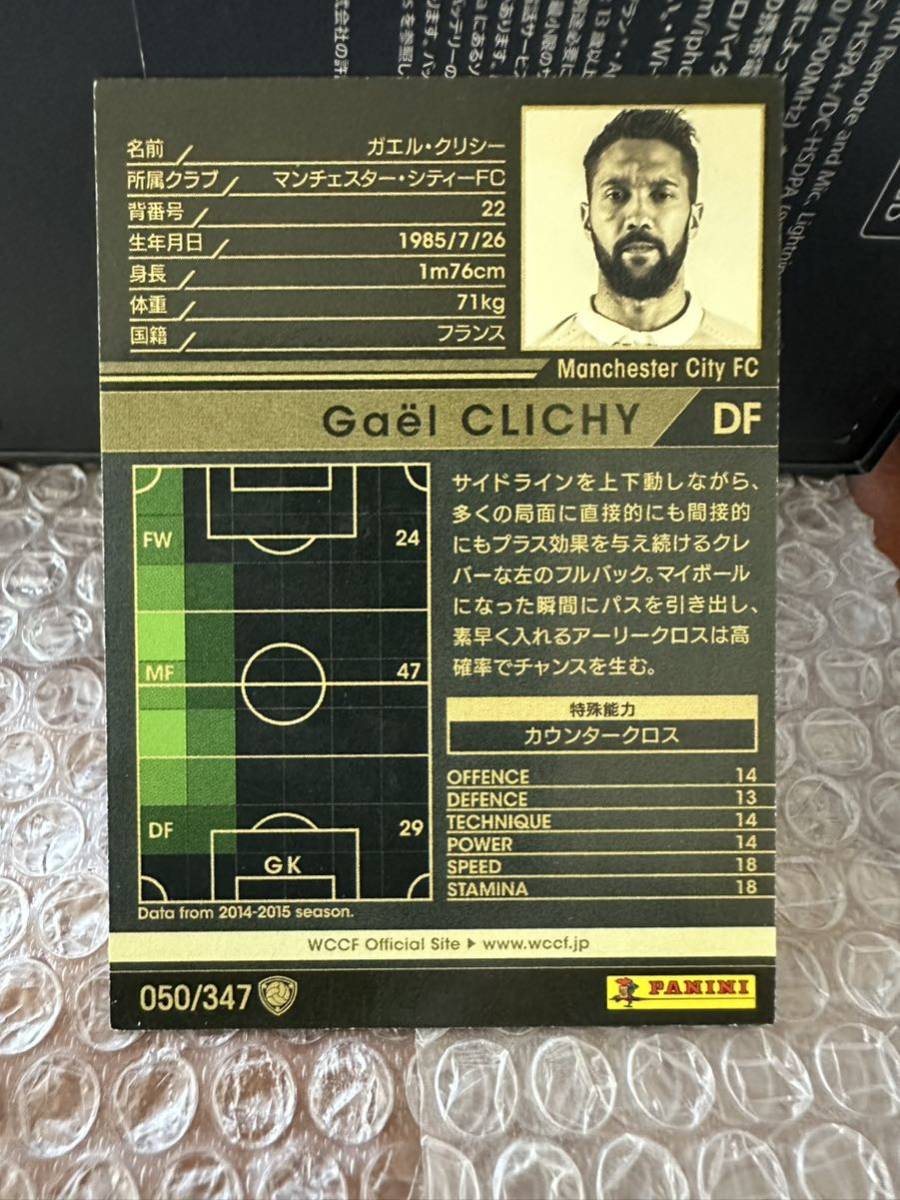 名前 ガエル・クリシー
所属クラブ マンチェスター・シティーFC
背番号 22
生年月日 1985/7/26
身長 1m76cm
体重 71kg
国籍 フランス
Manchester City FC
Gaël CLICHY DF
FW 24
MF 47
DF 29
GK
Data from 2014-2015 season.
サイドラインを上下動しながら、
多くの局面に直接的にも間接的
にもプラス効果を与え続けるクレ
バーな左のフルバック。マイボール
になった瞬間にパスを引き出し、
素早く入れるアーリークロスは高
確率でチャンスを生む。
特殊能力
カウンタークロス
OFFENCE 14
DEFENCE 13
TECHNIQUE 14
POWER 14
SPEED 18
STAMINA 18
WCCF Official Site ▶ www.wccf.jp
050/347
PANINI